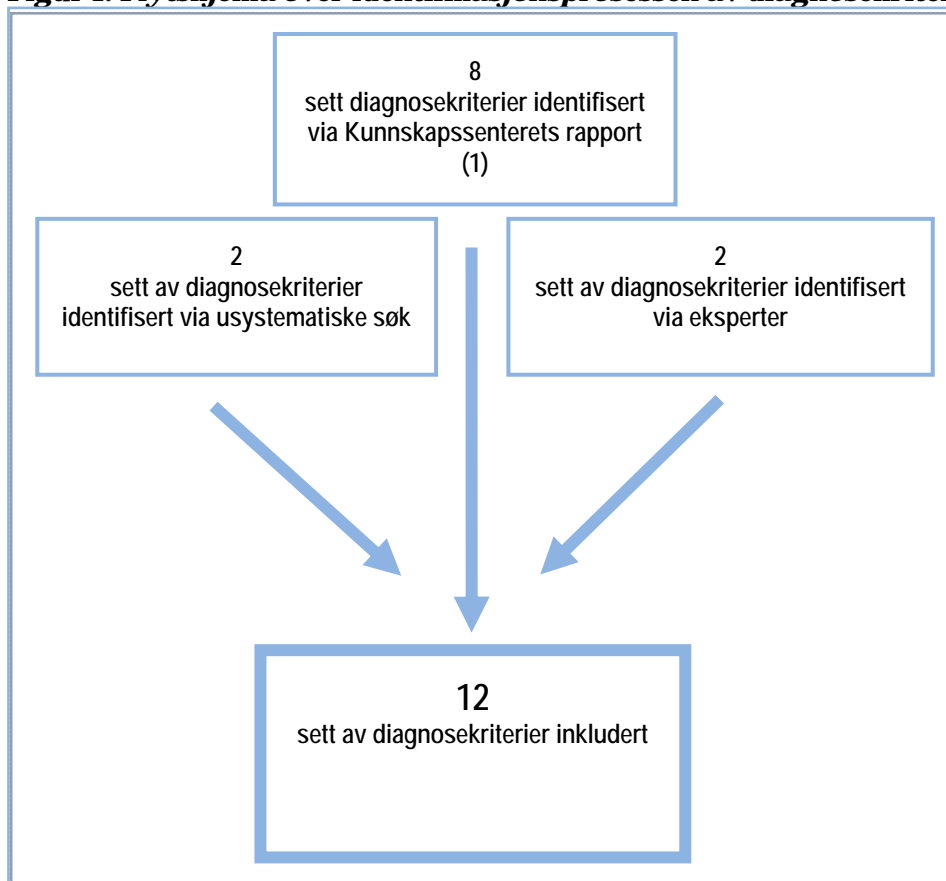 8
sett diagnosekriterier identifisert
via Kunnskapssenterets rapport
(1)
2
sett av diagnosekriterier
identifisert via usystematiske søk
2
sett av diagnosekriterier identifisert
via eksperter
12
sett av diagnosekriterier inkludert